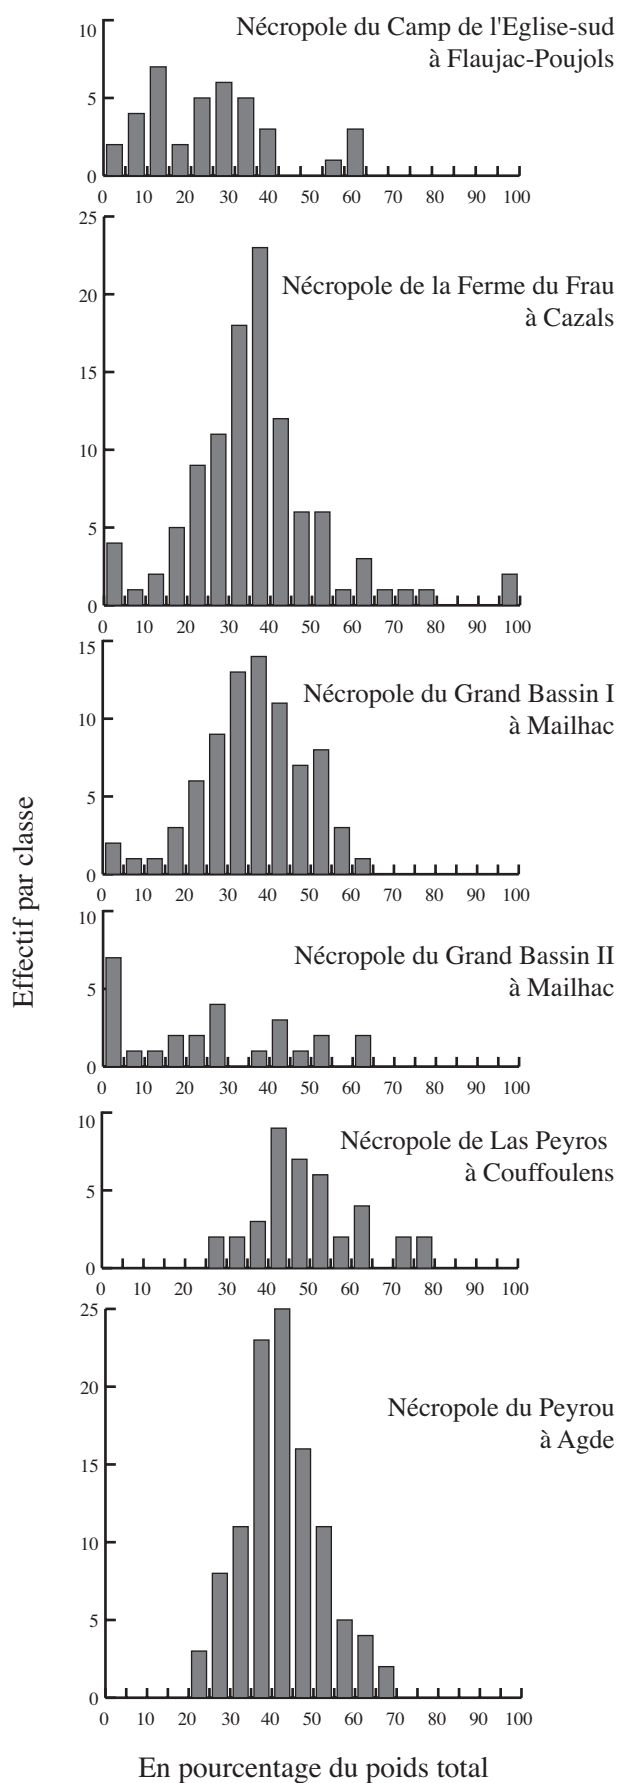 Nécropole du Camp de l'Eglise-sud
à Flaujac-Poujols
10
5
0
0 10 20 30 40 50 60 70 80 90 100
25
20
15
10
5
0
Nécropole de la Ferme du Frau
à Cazals
0 10 20 30 40 50 60 70 80 90 100
15
10
5
0
Nécropole du Grand Bassin I
à Mailhac
0 10 20 30 40 50 60 70 80 90 100
Effectif par classe
10
5
0
Nécropole du Grand Bassin II
à Mailhac
0 10 20 30 40 50 60 70 80 90 100
10
5
0
Nécropole de Las Peyros
à Couffoulens
0 10 20 30 40 50 60 70 80 90 100
25
20
15
10
5
0
Nécropole du Peyrou
à Agde
0 10 20 30 40 50 60 70 80 90 100
En pourcentage du poids total